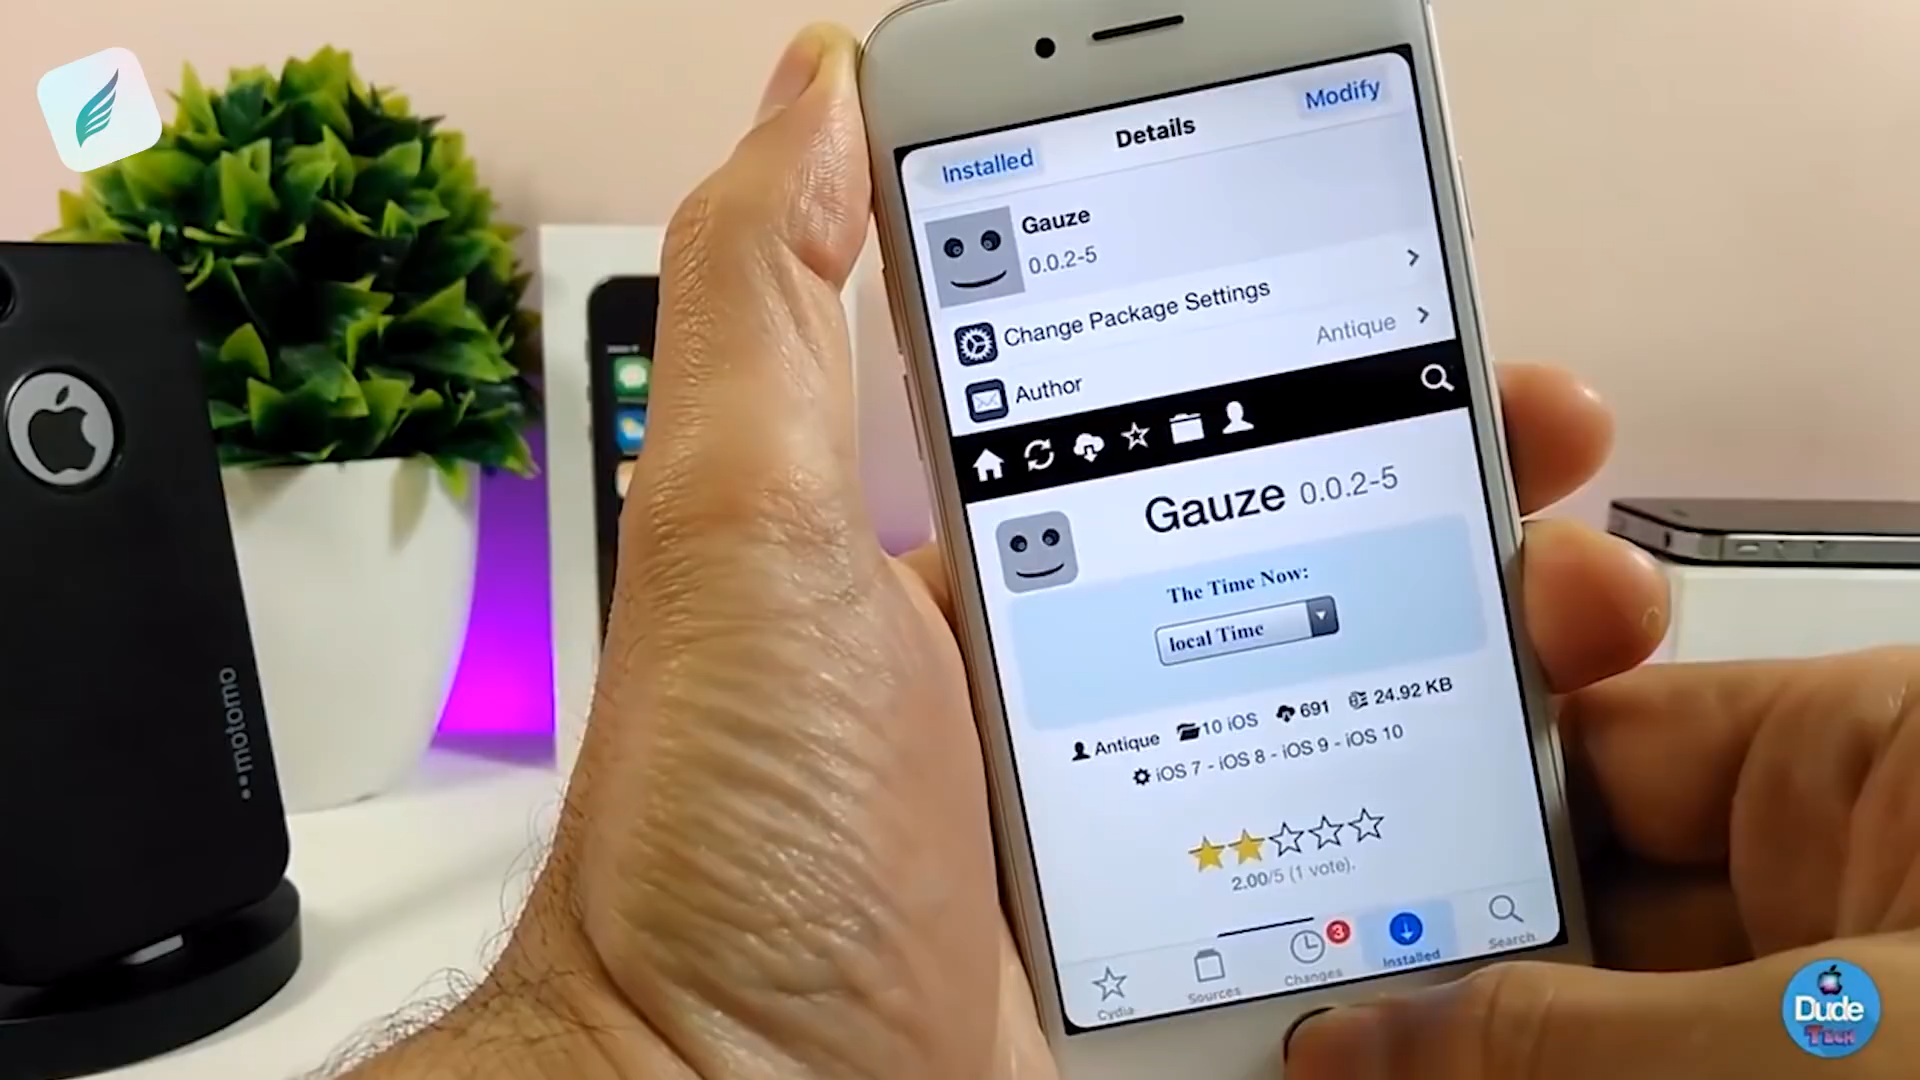 Modify
Details
Installed
Gauze
0.0.2-5
Change Package Settings
Antique
Author
Gauze 0.0.2-5
The Time Now:
local Time
Antique 10 iOS 691 24.92 KB
iOS 7 - iOS 8 - iOS 9 - iOS 10
2.00/5 (1 vote).
3
Cydia Sources Changes Installed Search
motomo
Dude
Tech